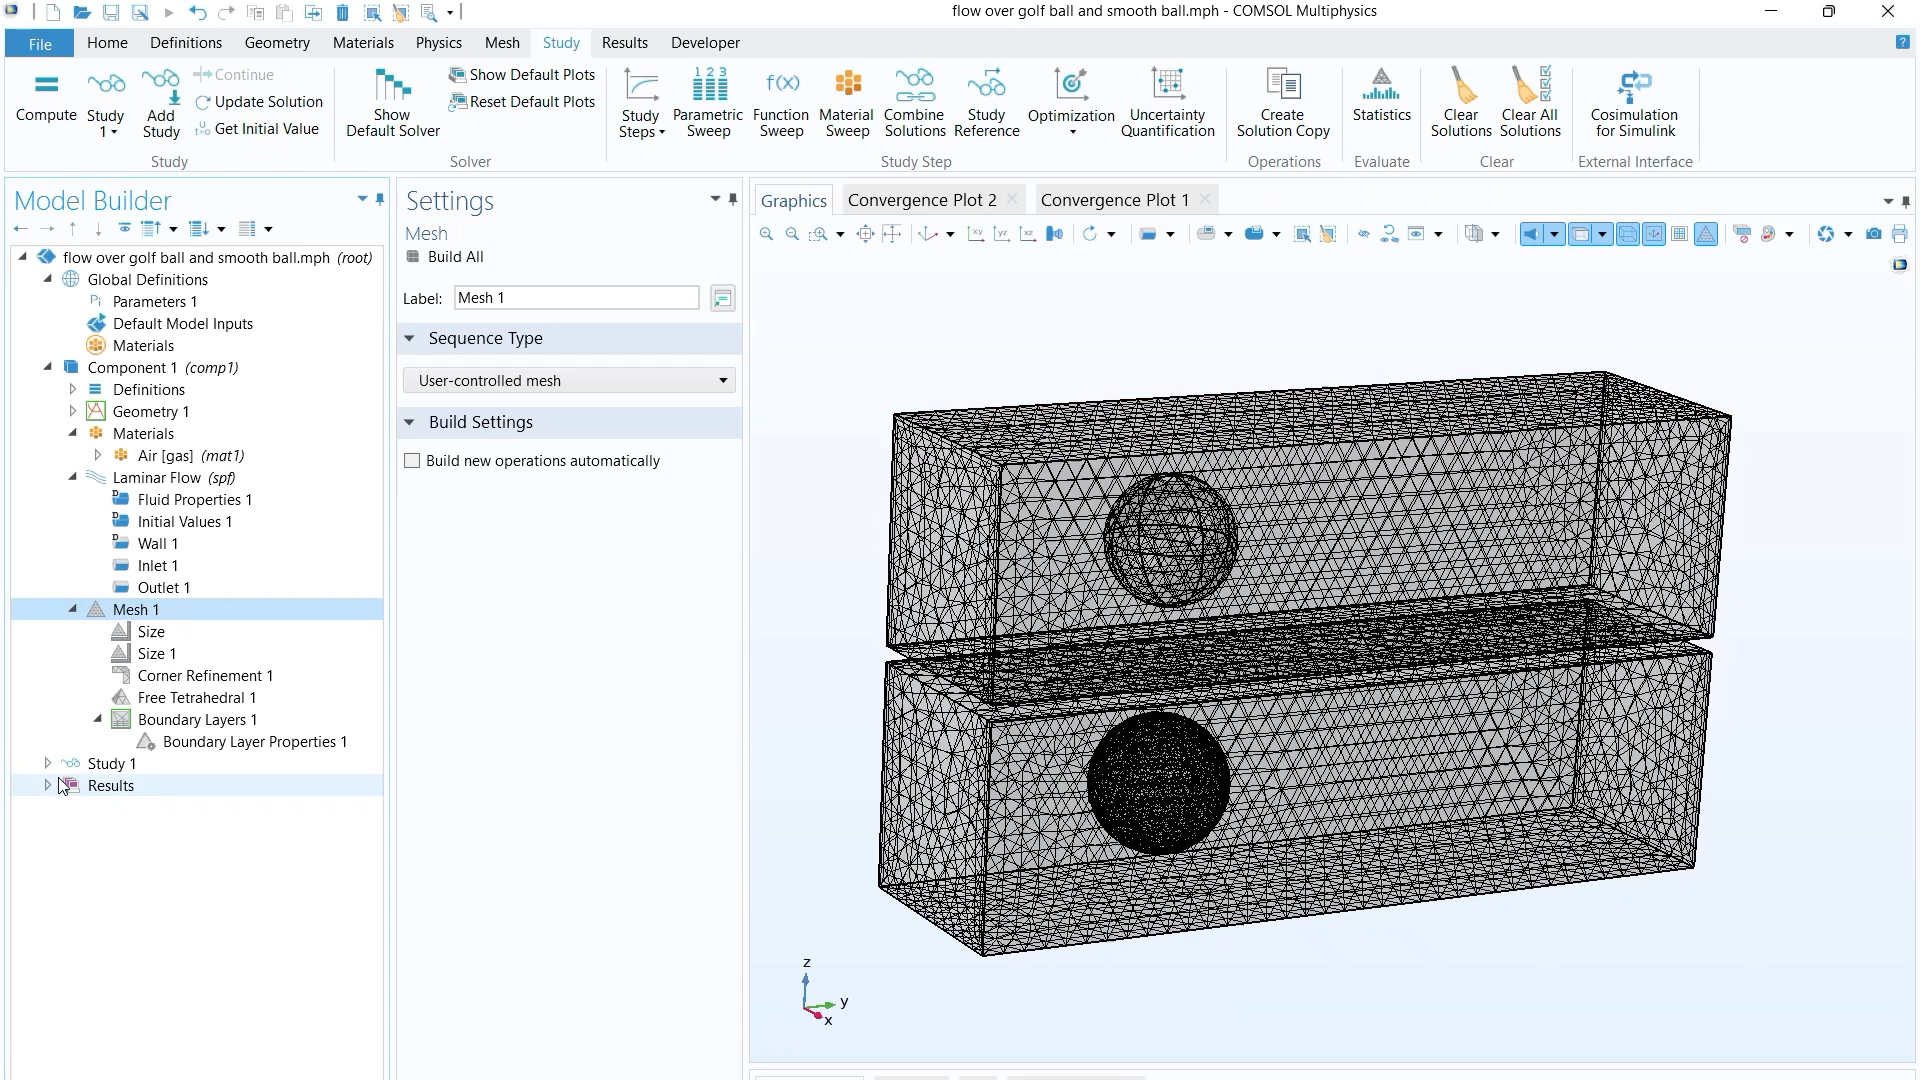 flow over golf ball and smooth ball.mph - COMSOL Multiphysics
File Home Definitions Geometry Materials Physics Mesh Study Results Developer
Compute
Study 1
Add Study
Continue
Update Solution
Get Initial Value
Study
Show Default Solver
Show Default Plots
Reset Default Plots
Solver
Study Steps
1 2 3
Parametric Sweep
f(x)
Function Sweep
Material Sweep
Combine Solutions
Study Reference
Optimization
Uncertainty Quantification
Study Step
Create Solution Copy
Operations
Statistics
Evaluate
Clear Solutions
Clear All Solutions
Clear
Cosimulation for Simulink
External Interface
Model Builder
flow over golf ball and smooth ball.mph (root)
Global Definitions
Pi Parameters 1
Default Model Inputs
Materials
Component 1 (comp1)
Definitions
Geometry 1
Materials
Air [gas] (mat1)
Laminar Flow (spf)
D Fluid Properties 1
D Initial Values 1
D Wall 1
Inlet 1
Outlet 1
Mesh 1
Size
Size 1
Corner Refinement 1
Free Tetrahedral 1
Boundary Layers 1
Boundary Layer Properties 1
Study 1
Results
Settings
Mesh
Build All
Label: Mesh 1
Sequence Type
User-controlled mesh
Build Settings
Build new operations automatically
Graphics Convergence Plot 2 Convergence Plot 1
xy yz xz
z
y
x